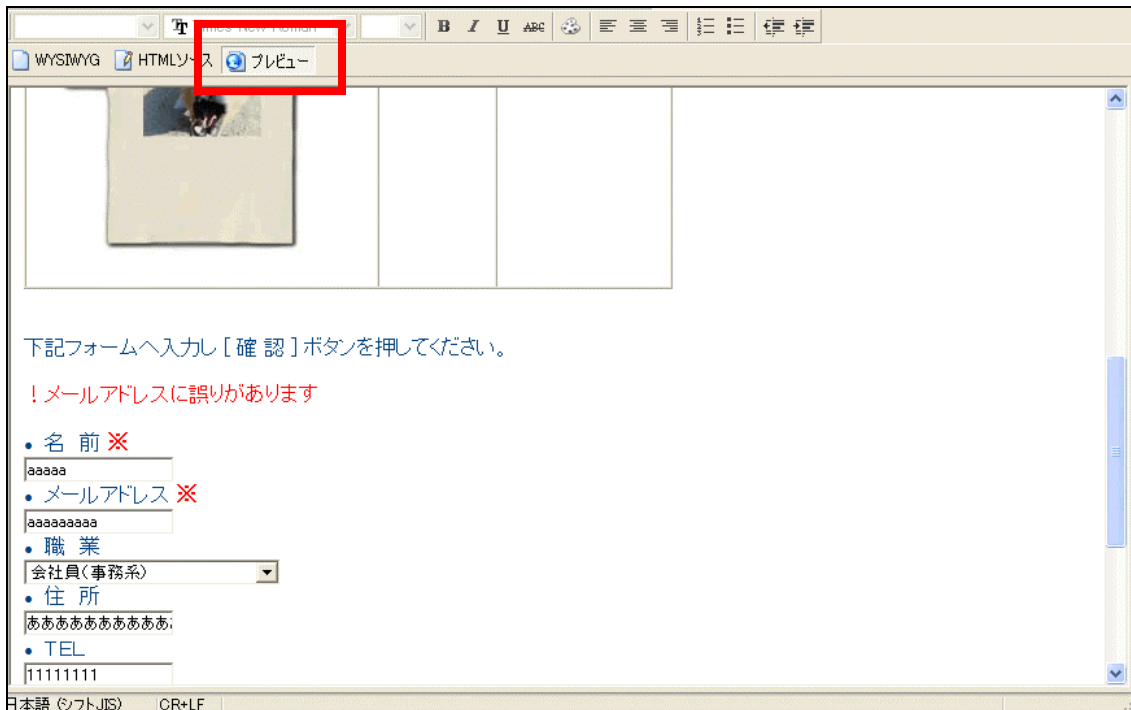 B I U ABC
WYSIWYG HTMLソース プレビュー
下記フォームへ入力し [ 確 認 ] ボタンを押してください。
！メールアドレスに誤りがあります
• 名 前 ※
aaaaa
• メールアドレス ※
aaaaaaaaa
• 職 業
会社員(事務系)
• 住 所
ああああああああああ
• TEL
11111111
日本語 (シフトJIS) CR+LF